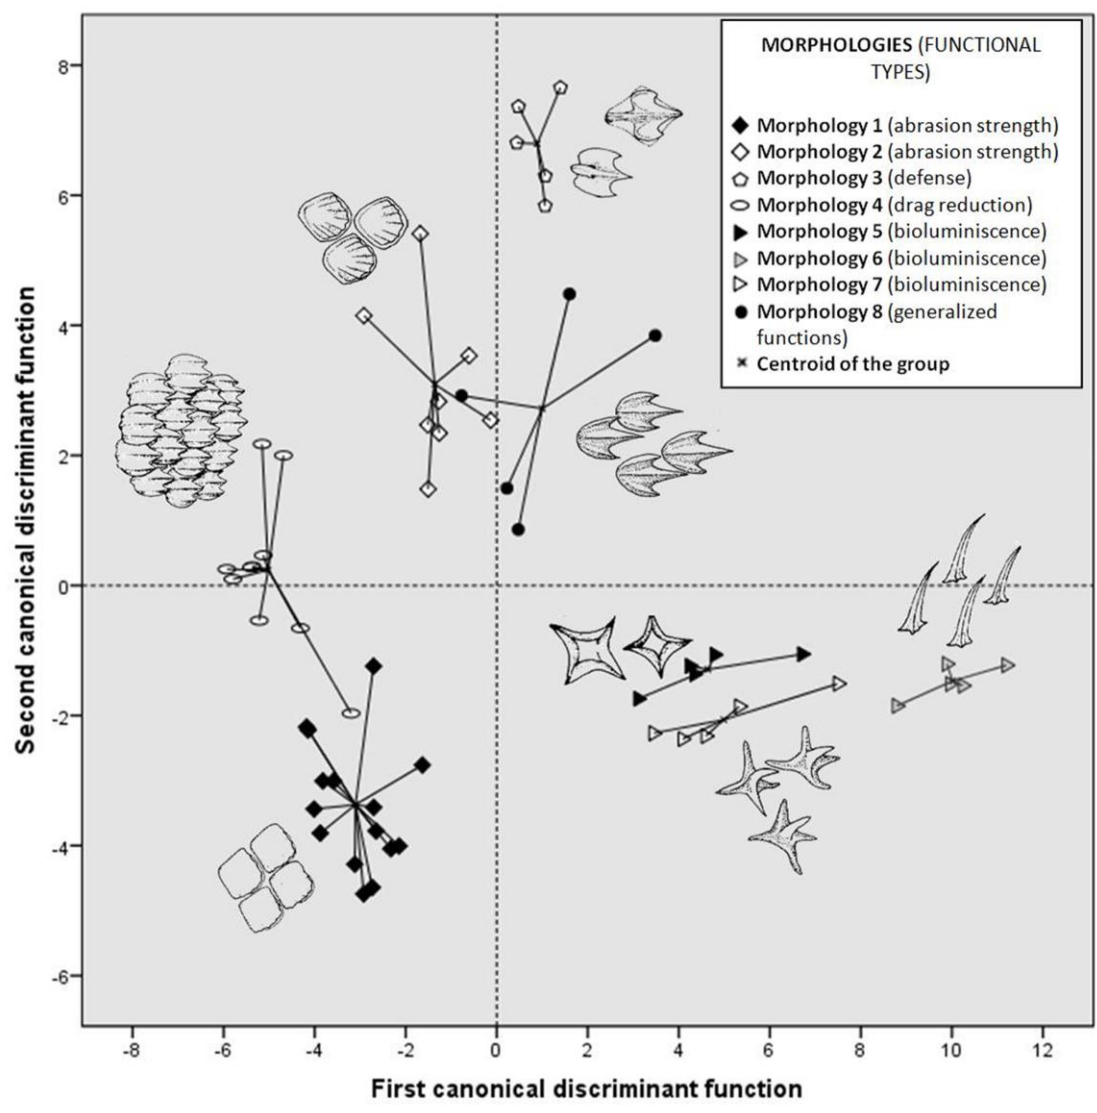 MORPHOLOGIES (FUNCTIONAL
TYPES)
Morphology 1 (abrasion strength)
Morphology 2 (abrasion strength)
Morphology 3 (defense)
Morphology 4 (drag reduction)
Morphology 5 (bioluminiscence)
Morphology 6 (bioluminiscence)
Morphology 7 (bioluminiscence)
Morphology 8 (generalized
functions)
Centroid of the group
Second canonical discriminant function
8
6
4
2
0
-2
-4
-6
-8 -6 -4 -2 0 2 4 6 8 10 12
First canonical discriminant function